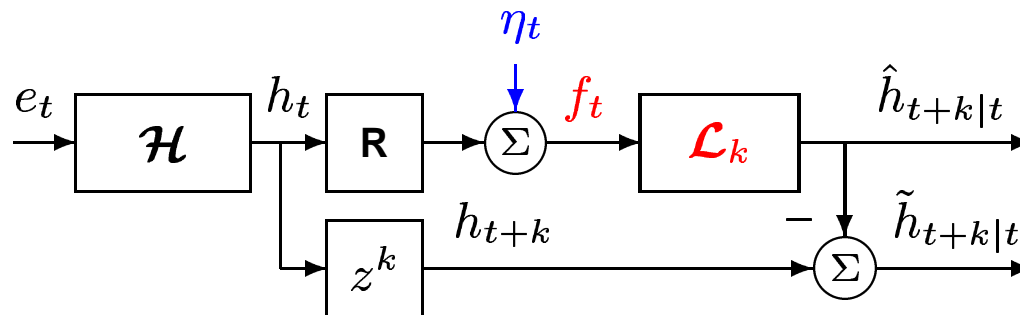 η_t
e_t h_t f_t ĥ_{t+k|t}
𝓗 R Σ 𝓛_k
h_{t+k} − h̃_{t+k|t}
z^k Σ